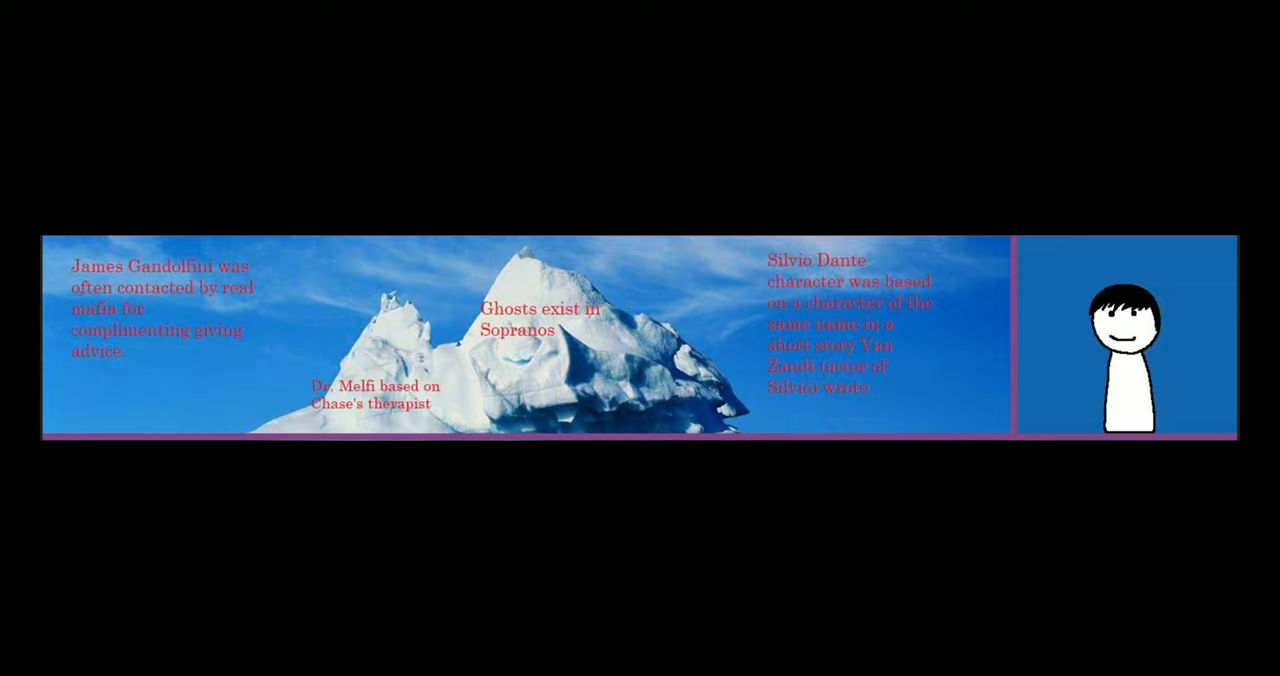 James Gandolfini was
often contacted by real
mafia for
complimenting giving
advice.
Dr. Melfi based on
Chase's therapist
Ghosts exist in
Sopranos
Silvio Dante
character was based
on a character of the
same name in a
short story Van
Zandt (actor of
Silvio) wrote